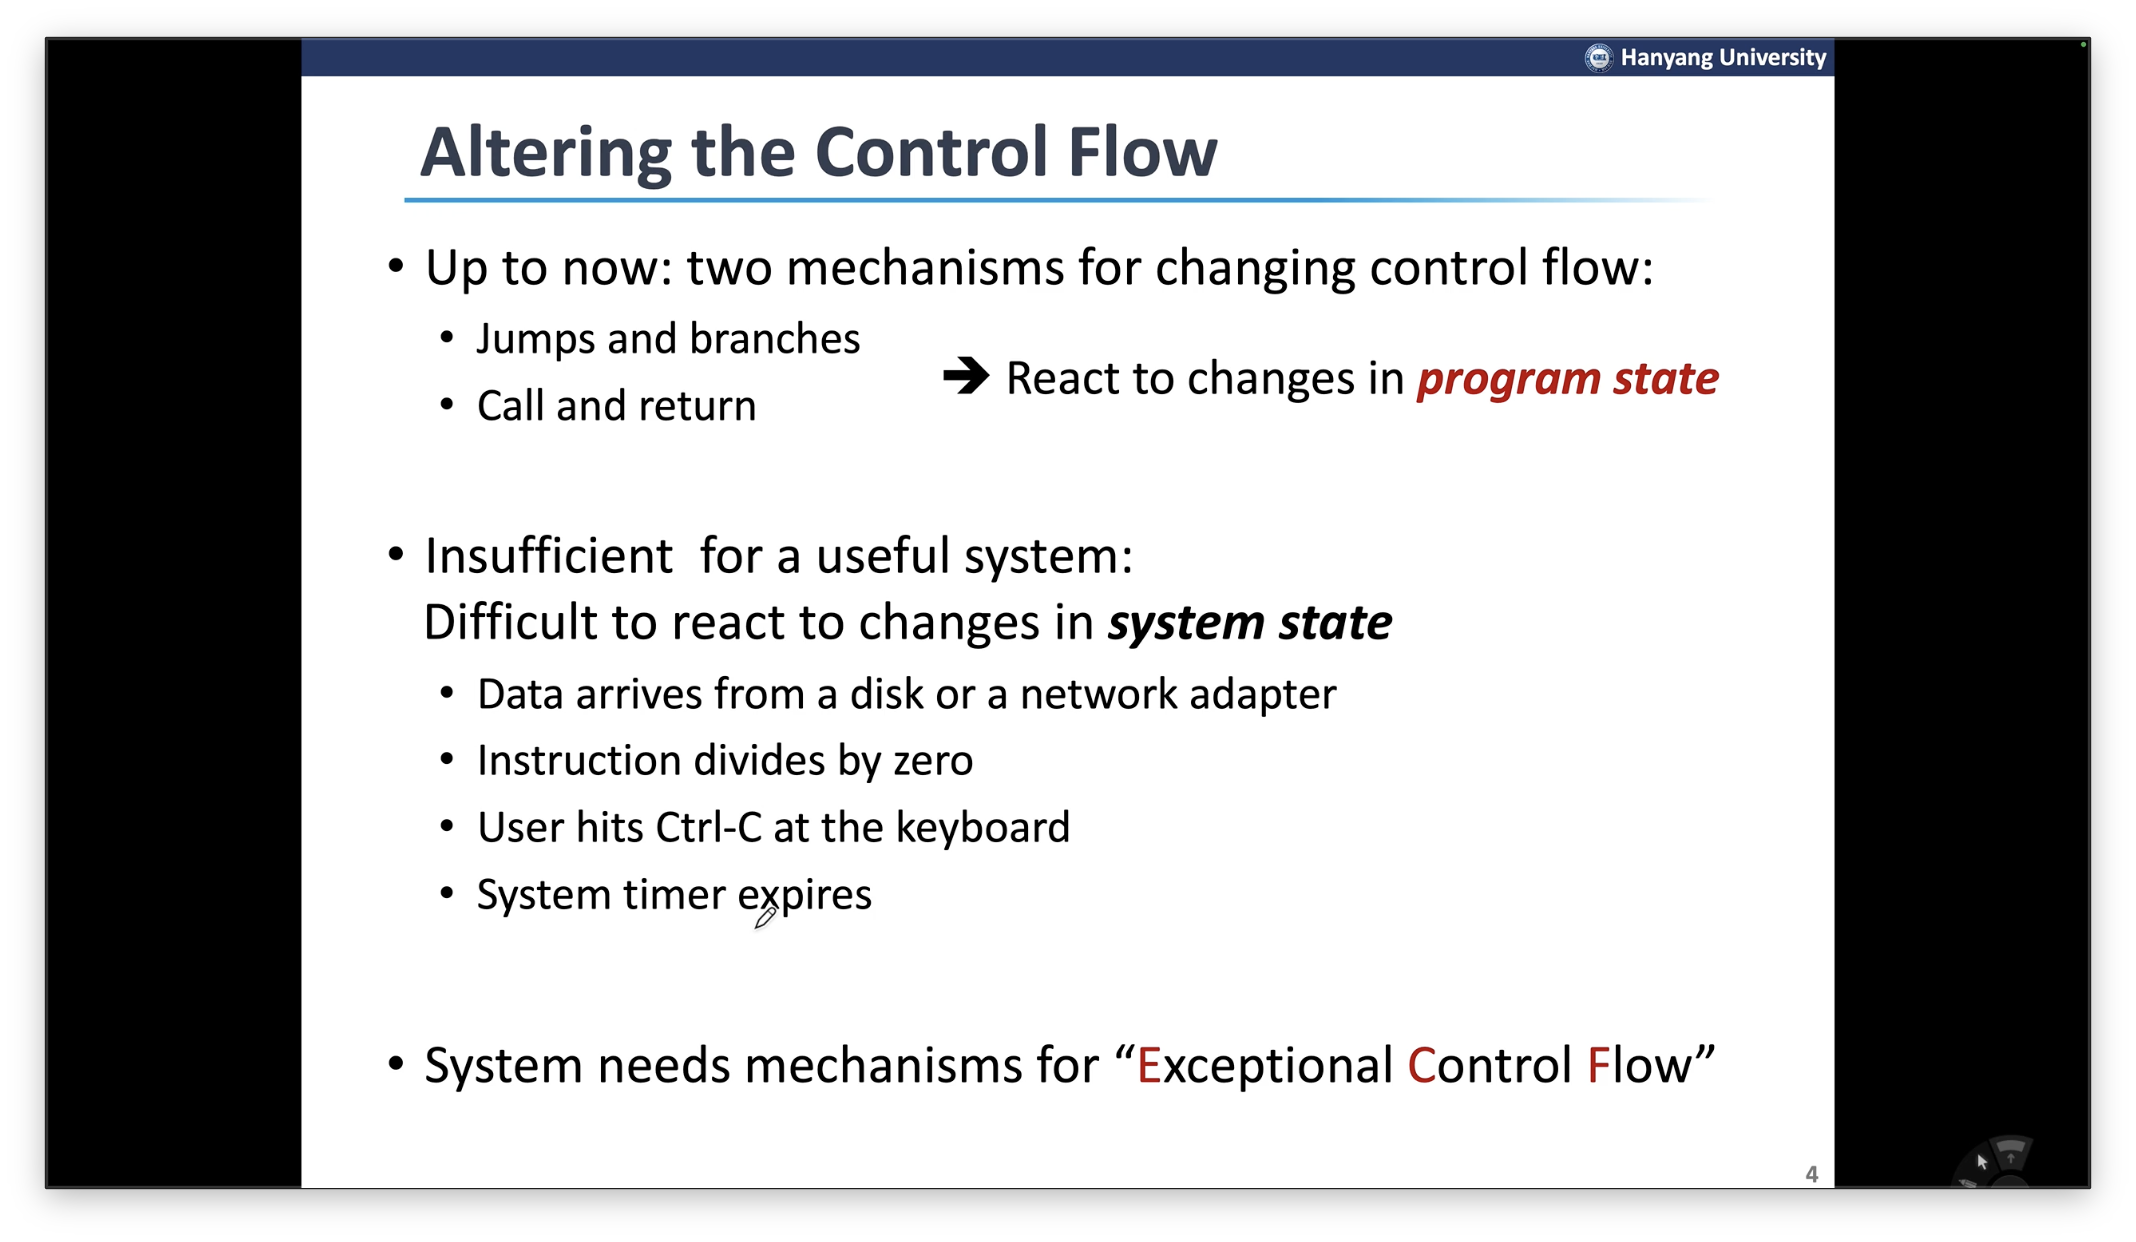 Hanyang University
Altering the Control Flow
• Up to now: two mechanisms for changing control flow:
• Jumps and branches
• Call and return
➔ React to changes in program state
• Insufficient  for a useful system:
Difficult to react to changes in system state
• Data arrives from a disk or a network adapter
• Instruction divides by zero
• User hits Ctrl-C at the keyboard
• System timer expires
• System needs mechanisms for “Exceptional Control Flow”
4